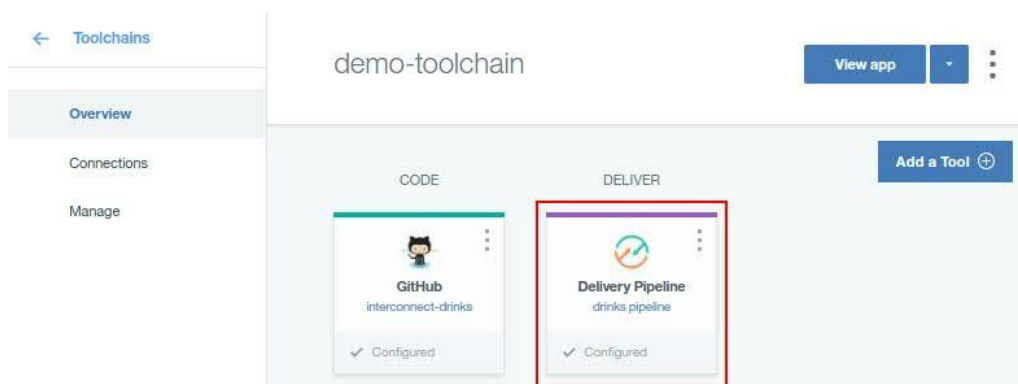 Toolchains
demo-toolchain
View app
Overview
Connections
Manage
Add a Tool
CODE
DELIVER
GitHub
interconnect-drinks
Configured
Delivery Pipeline
drinks pipeline
Configured